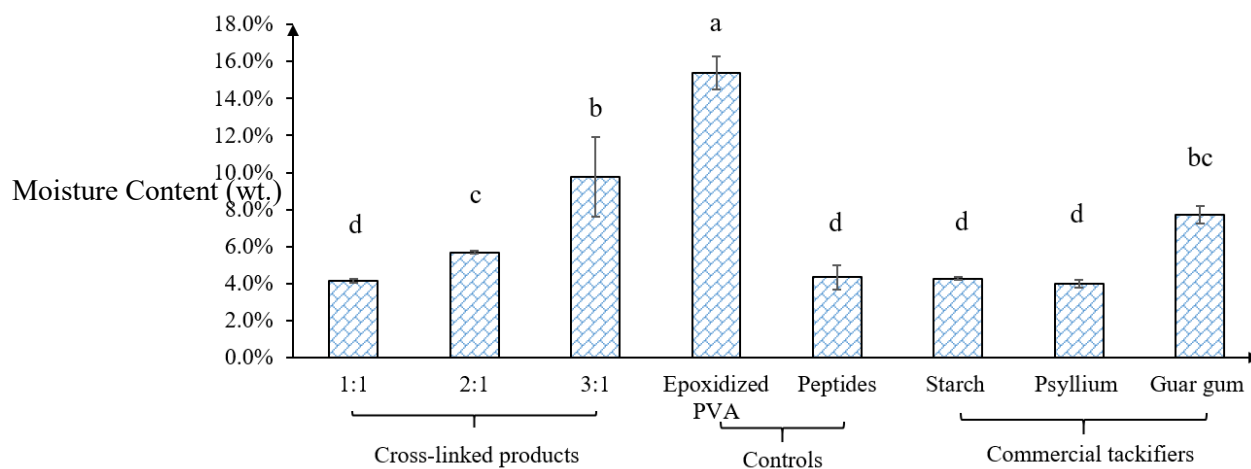 18.0%
16.0%
14.0%
12.0%
10.0%
8.0%
6.0%
4.0%
2.0%
0.0%
Moisture Content (wt.)
d
c
b
a
d
d
d
bc
1:1
2:1
3:1
Epoxidized
PVA
Peptides
Starch
Psyllium
Guar gum
Cross-linked products
Controls
Commercial tackifiers